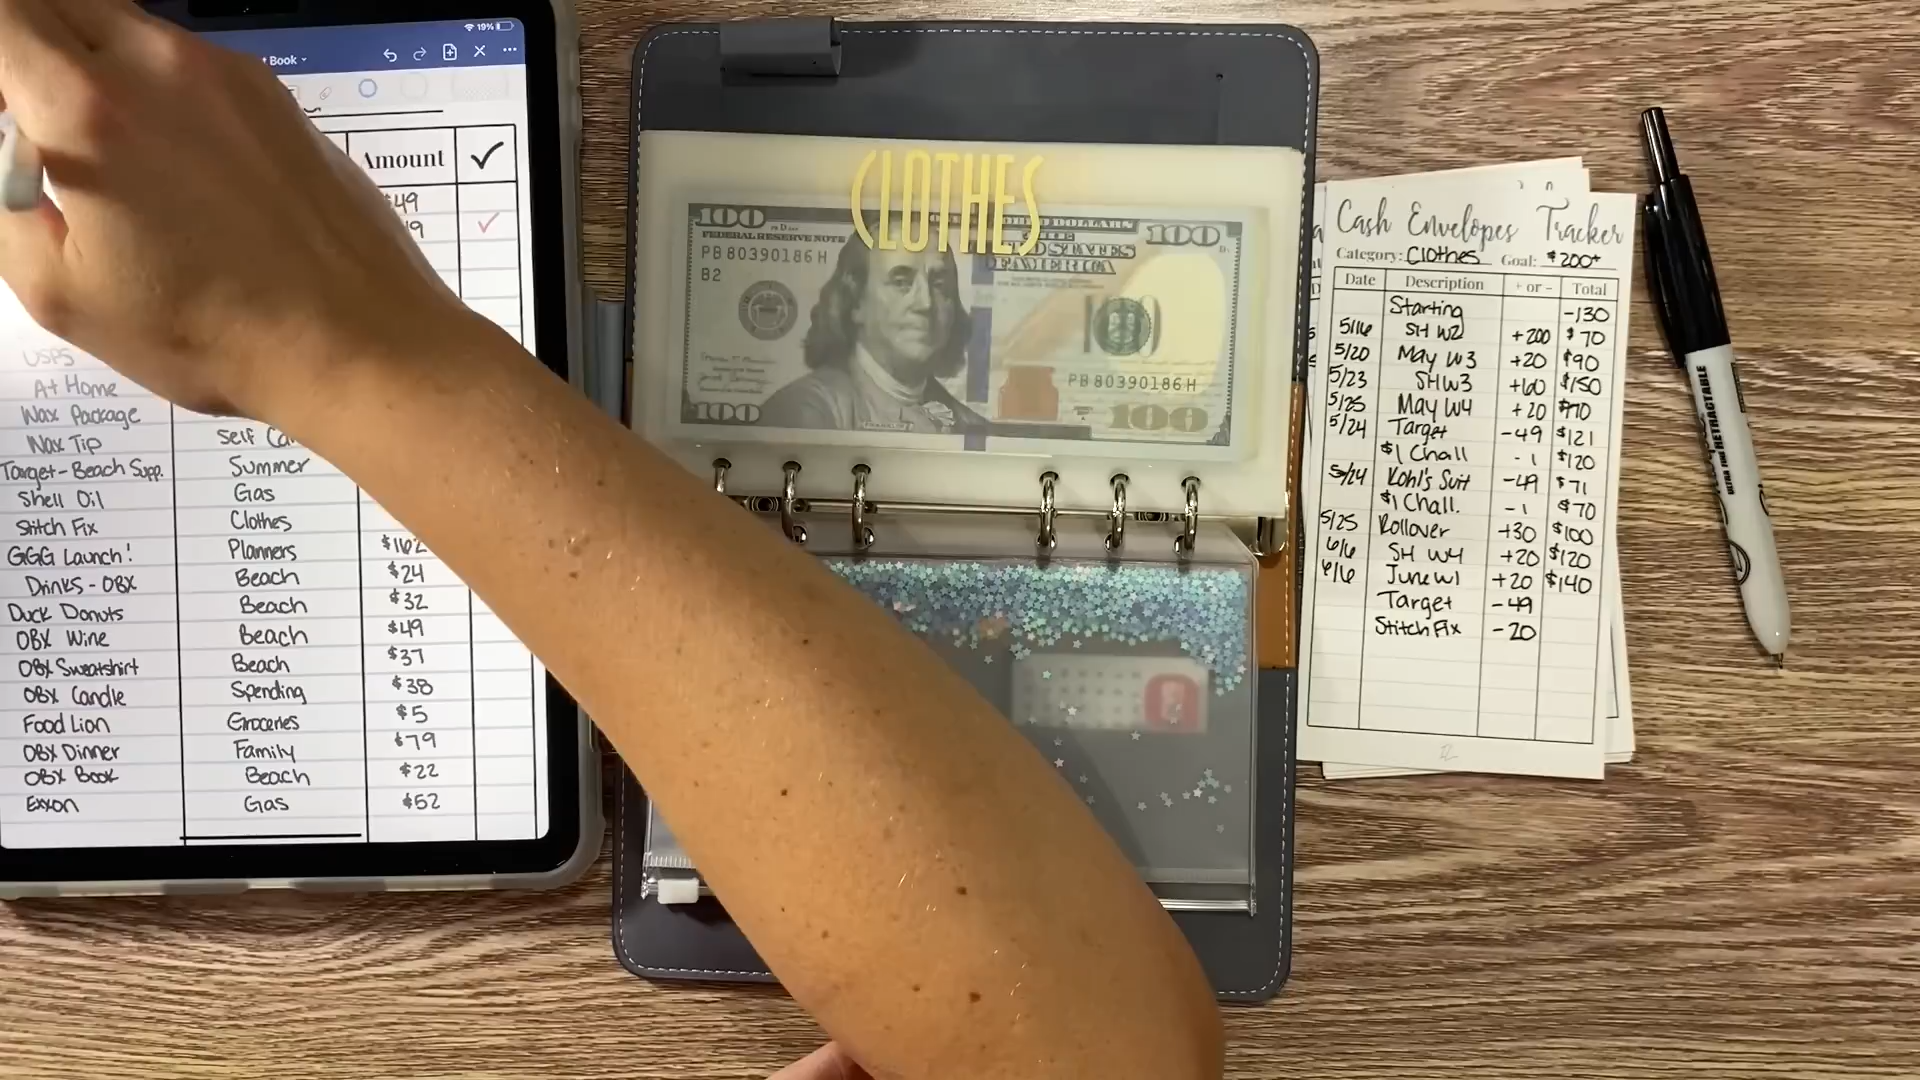 19%
t Book
Amount ✓
$49
19 ✓
USPS
At Home
Wax Package
Wax Tip Self Ca
Target-Beach Supp. Summer
Shell Oil Gas
Stitch Fix Clothes
GGG Launch! Planners $162
Drinks - OBX Beach $24
Duck Donuts Beach $32
OBX Wine Beach $49
OBX Sweatshirt Beach $37
OBX Candle Spending $38
Food Lion Groceries $5
OBX Dinner Family $79
OBX Book Beach $22
Exxon Gas $52
CLOTHES
100 100
FEDERAL RESERVE NOTE
THE
UNITED STATES
OF AMERICA
PB 80390186 H
B2
100
PB 80390186 H
FRANKLIN
100 100
Cash Envelopes Tracker
Category: Clothes Goal: $200+
Date Description + or - Total
Starting -130
5/16 SH W2 +200 $70
5/20 May W3 +20 $90
5/23 SH W3 +60 $150
5/25 May W4 +20 $170
5/24 Target -49 $121
$1 Chall -1 $120
5/24 Kohl's Suit -49 $71
$1 Chall. -1 $70
5/25 Rollover +30 $100
6/6 SH W4 +20 $120
6/6 June W1 +20 $140
Target -49
Stitch Fix -20
ULTRA FINE RETRACTABLE